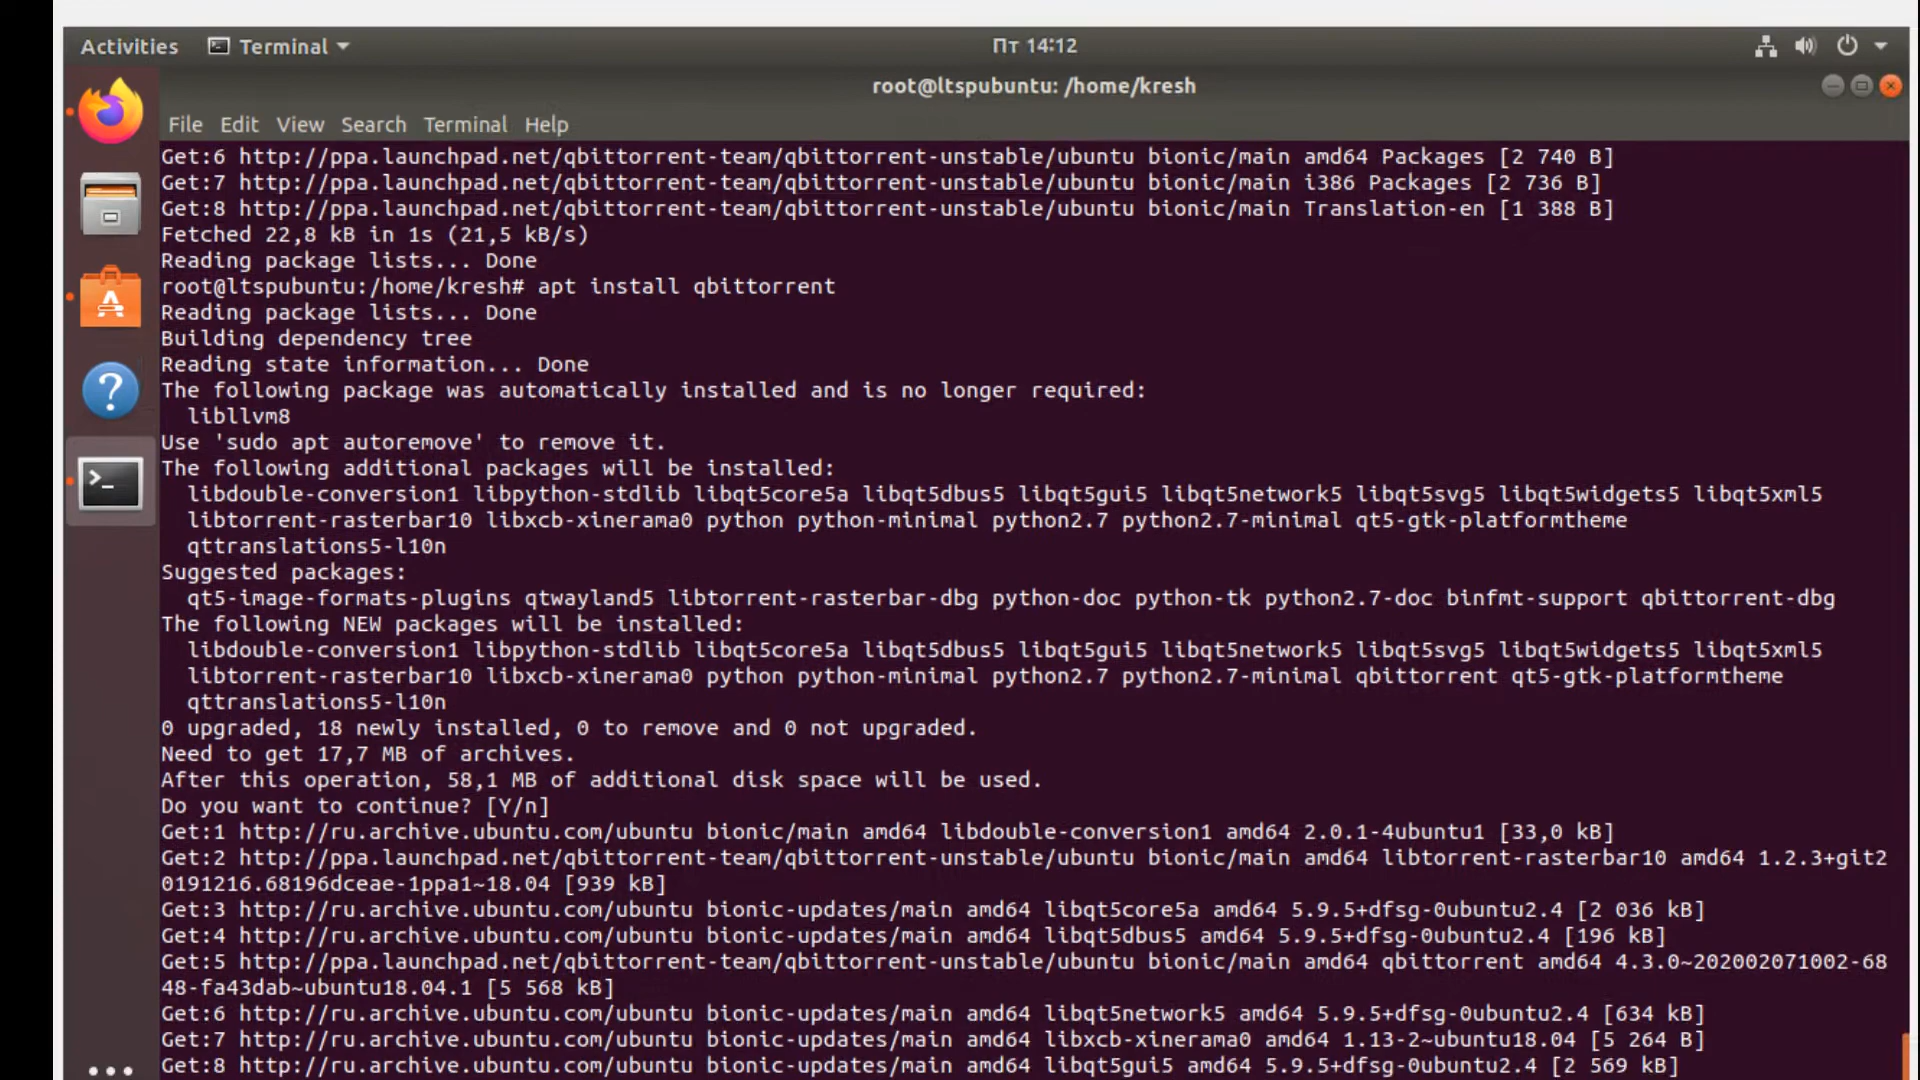 Activities Terminal Пт 14:12
root@ltspubuntu: /home/kresh
File Edit View Search Terminal Help
Get:6 http://ppa.launchpad.net/qbittorrent-team/qbittorrent-unstable/ubuntu bionic/main amd64 Packages [2 740 B]
Get:7 http://ppa.launchpad.net/qbittorrent-team/qbittorrent-unstable/ubuntu bionic/main i386 Packages [2 736 B]
Get:8 http://ppa.launchpad.net/qbittorrent-team/qbittorrent-unstable/ubuntu bionic/main Translation-en [1 388 B]
Fetched 22,8 kB in 1s (21,5 kB/s)
Reading package lists... Done
root@ltspubuntu:/home/kresh# apt install qbittorrent
Reading package lists... Done
Building dependency tree
Reading state information... Done
The following package was automatically installed and is no longer required:
libllvm8
Use 'sudo apt autoremove' to remove it.
The following additional packages will be installed:
libdouble-conversion1 libpython-stdlib libqt5core5a libqt5dbus5 libqt5gui5 libqt5network5 libqt5svg5 libqt5widgets5 libqt5xml5
libtorrent-rasterbar10 libxcb-xinerama0 python python-minimal python2.7 python2.7-minimal qt5-gtk-platformtheme
qttranslations5-l10n
Suggested packages:
qt5-image-formats-plugins qtwayland5 libtorrent-rasterbar-dbg python-doc python-tk python2.7-doc binfmt-support qbittorrent-dbg
The following NEW packages will be installed:
libdouble-conversion1 libpython-stdlib libqt5core5a libqt5dbus5 libqt5gui5 libqt5network5 libqt5svg5 libqt5widgets5 libqt5xml5
libtorrent-rasterbar10 libxcb-xinerama0 python python-minimal python2.7 python2.7-minimal qbittorrent qt5-gtk-platformtheme
qttranslations5-l10n
0 upgraded, 18 newly installed, 0 to remove and 0 not upgraded.
Need to get 17,7 MB of archives.
After this operation, 58,1 MB of additional disk space will be used.
Do you want to continue? [Y/n]
Get:1 http://ru.archive.ubuntu.com/ubuntu bionic/main amd64 libdouble-conversion1 amd64 2.0.1-4ubuntu1 [33,0 kB]
Get:2 http://ppa.launchpad.net/qbittorrent-team/qbittorrent-unstable/ubuntu bionic/main amd64 libtorrent-rasterbar10 amd64 1.2.3+git2
0191216.68196dceae-1ppa1~18.04 [939 kB]
Get:3 http://ru.archive.ubuntu.com/ubuntu bionic-updates/main amd64 libqt5core5a amd64 5.9.5+dfsg-0ubuntu2.4 [2 036 kB]
Get:4 http://ru.archive.ubuntu.com/ubuntu bionic-updates/main amd64 libqt5dbus5 amd64 5.9.5+dfsg-0ubuntu2.4 [196 kB]
Get:5 http://ppa.launchpad.net/qbittorrent-team/qbittorrent-unstable/ubuntu bionic/main amd64 qbittorrent amd64 4.3.0~202002071002-68
48-fa43dab~ubuntu18.04.1 [5 568 kB]
Get:6 http://ru.archive.ubuntu.com/ubuntu bionic-updates/main amd64 libqt5network5 amd64 5.9.5+dfsg-0ubuntu2.4 [634 kB]
Get:7 http://ru.archive.ubuntu.com/ubuntu bionic/main amd64 libxcb-xinerama0 amd64 1.13-2~ubuntu18.04 [5 264 B]
Get:8 http://ru.archive.ubuntu.com/ubuntu bionic-updates/main amd64 libqt5gui5 amd64 5.9.5+dfsg-0ubuntu2.4 [2 569 kB]